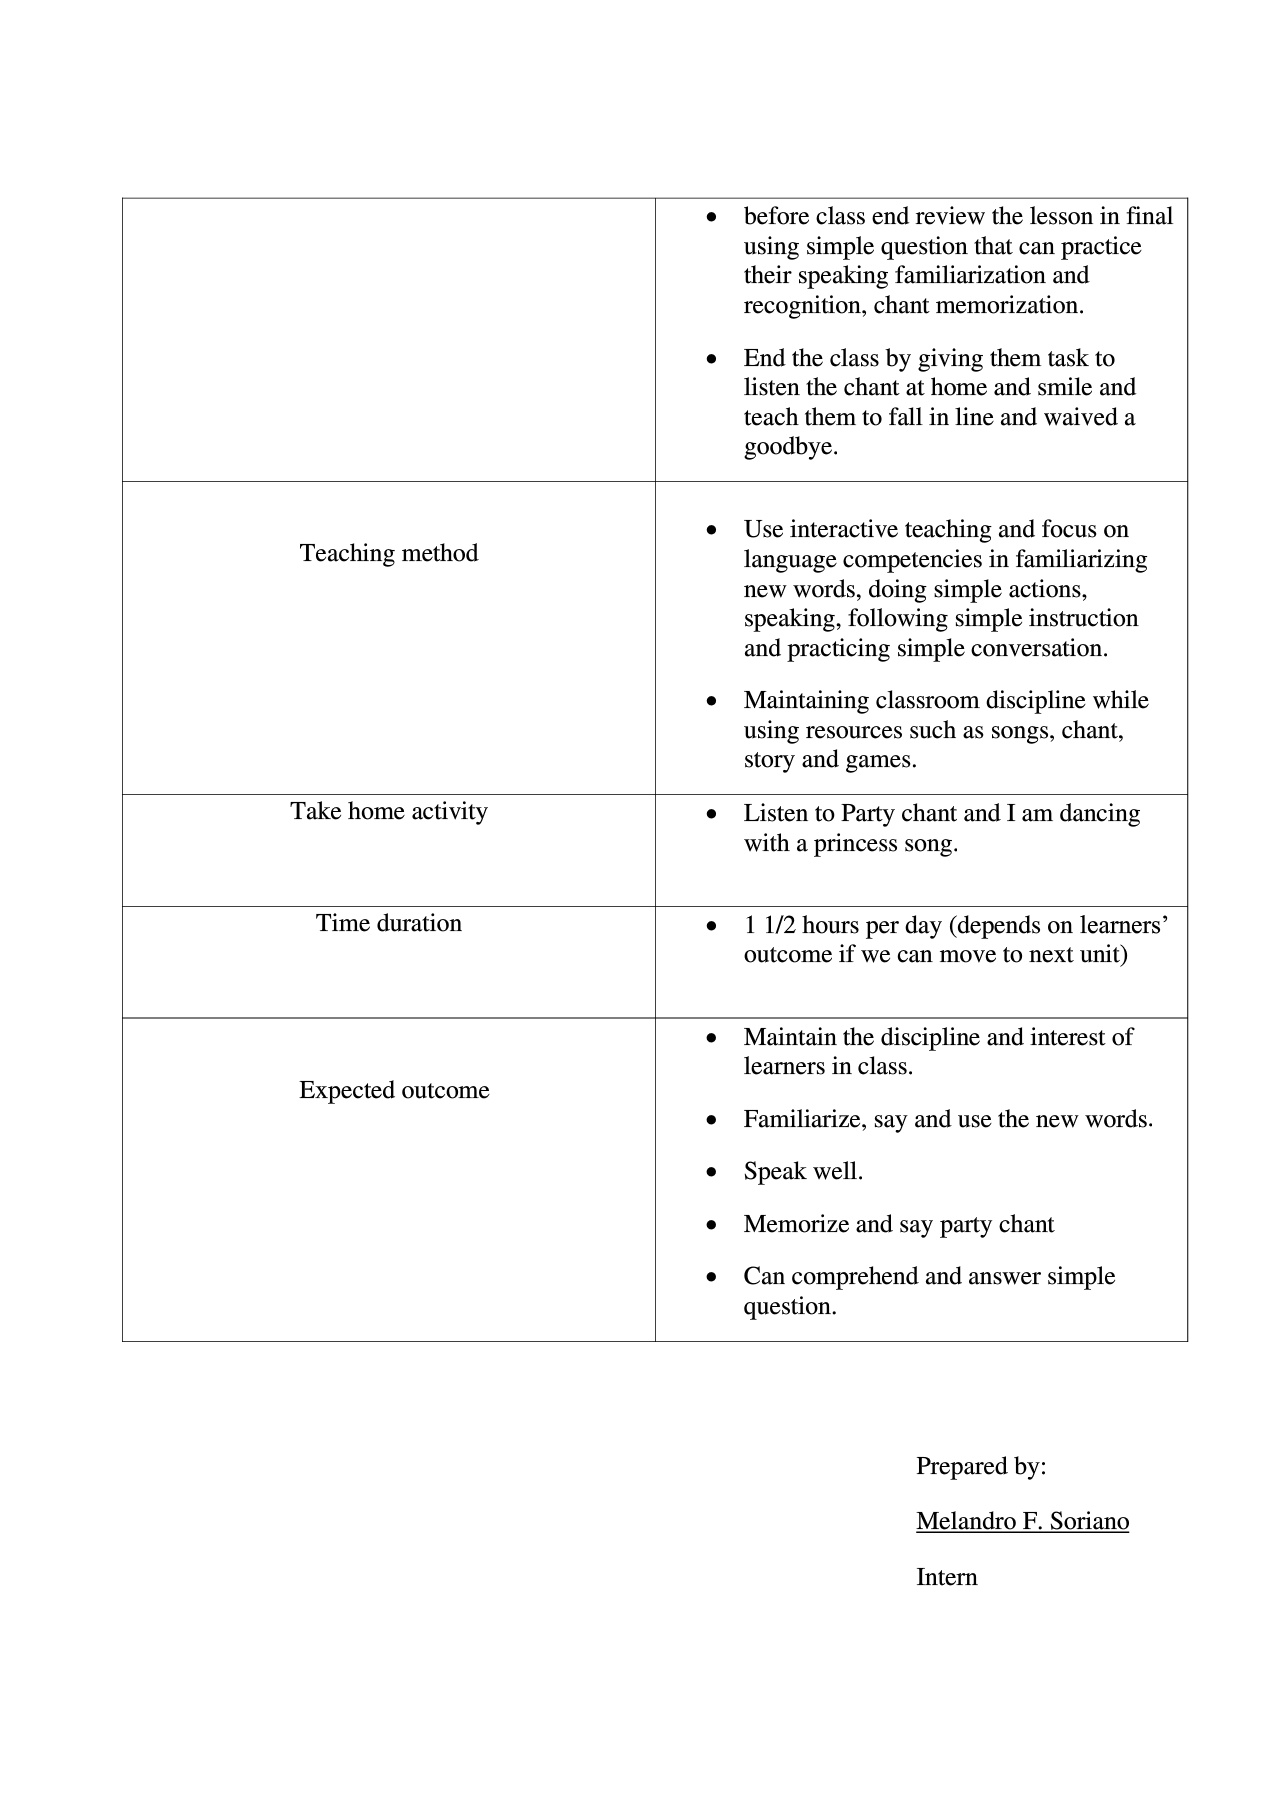 • before class end review the lesson in final
using simple question that can practice
their speaking familiarization and
recognition, chant memorization.
• End the class by giving them task to
listen the chant at home and smile and
teach them to fall in line and waived a
goodbye.
Teaching method
• Use interactive teaching and focus on
language competencies in familiarizing
new words, doing simple actions,
speaking, following simple instruction
and practicing simple conversation.
• Maintaining classroom discipline while
using resources such as songs, chant,
story and games.
Take home activity
• Listen to Party chant and I am dancing
with a princess song.
Time duration
• 1 1/2 hours per day (depends on learners’
outcome if we can move to next unit)
Expected outcome
• Maintain the discipline and interest of
learners in class.
• Familiarize, say and use the new words.
• Speak well.
• Memorize and say party chant
• Can comprehend and answer simple
question.
Prepared by:
Melandro F. Soriano
Intern